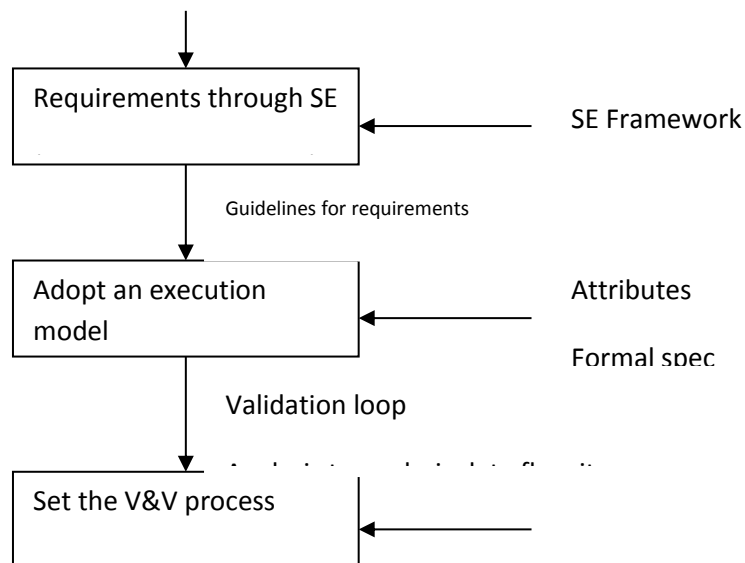 Requirements through SE
SE Framework
Guidelines for requirements
Adopt an execution
model
Attributes
Formal spec
Validation loop
Set the V&V process